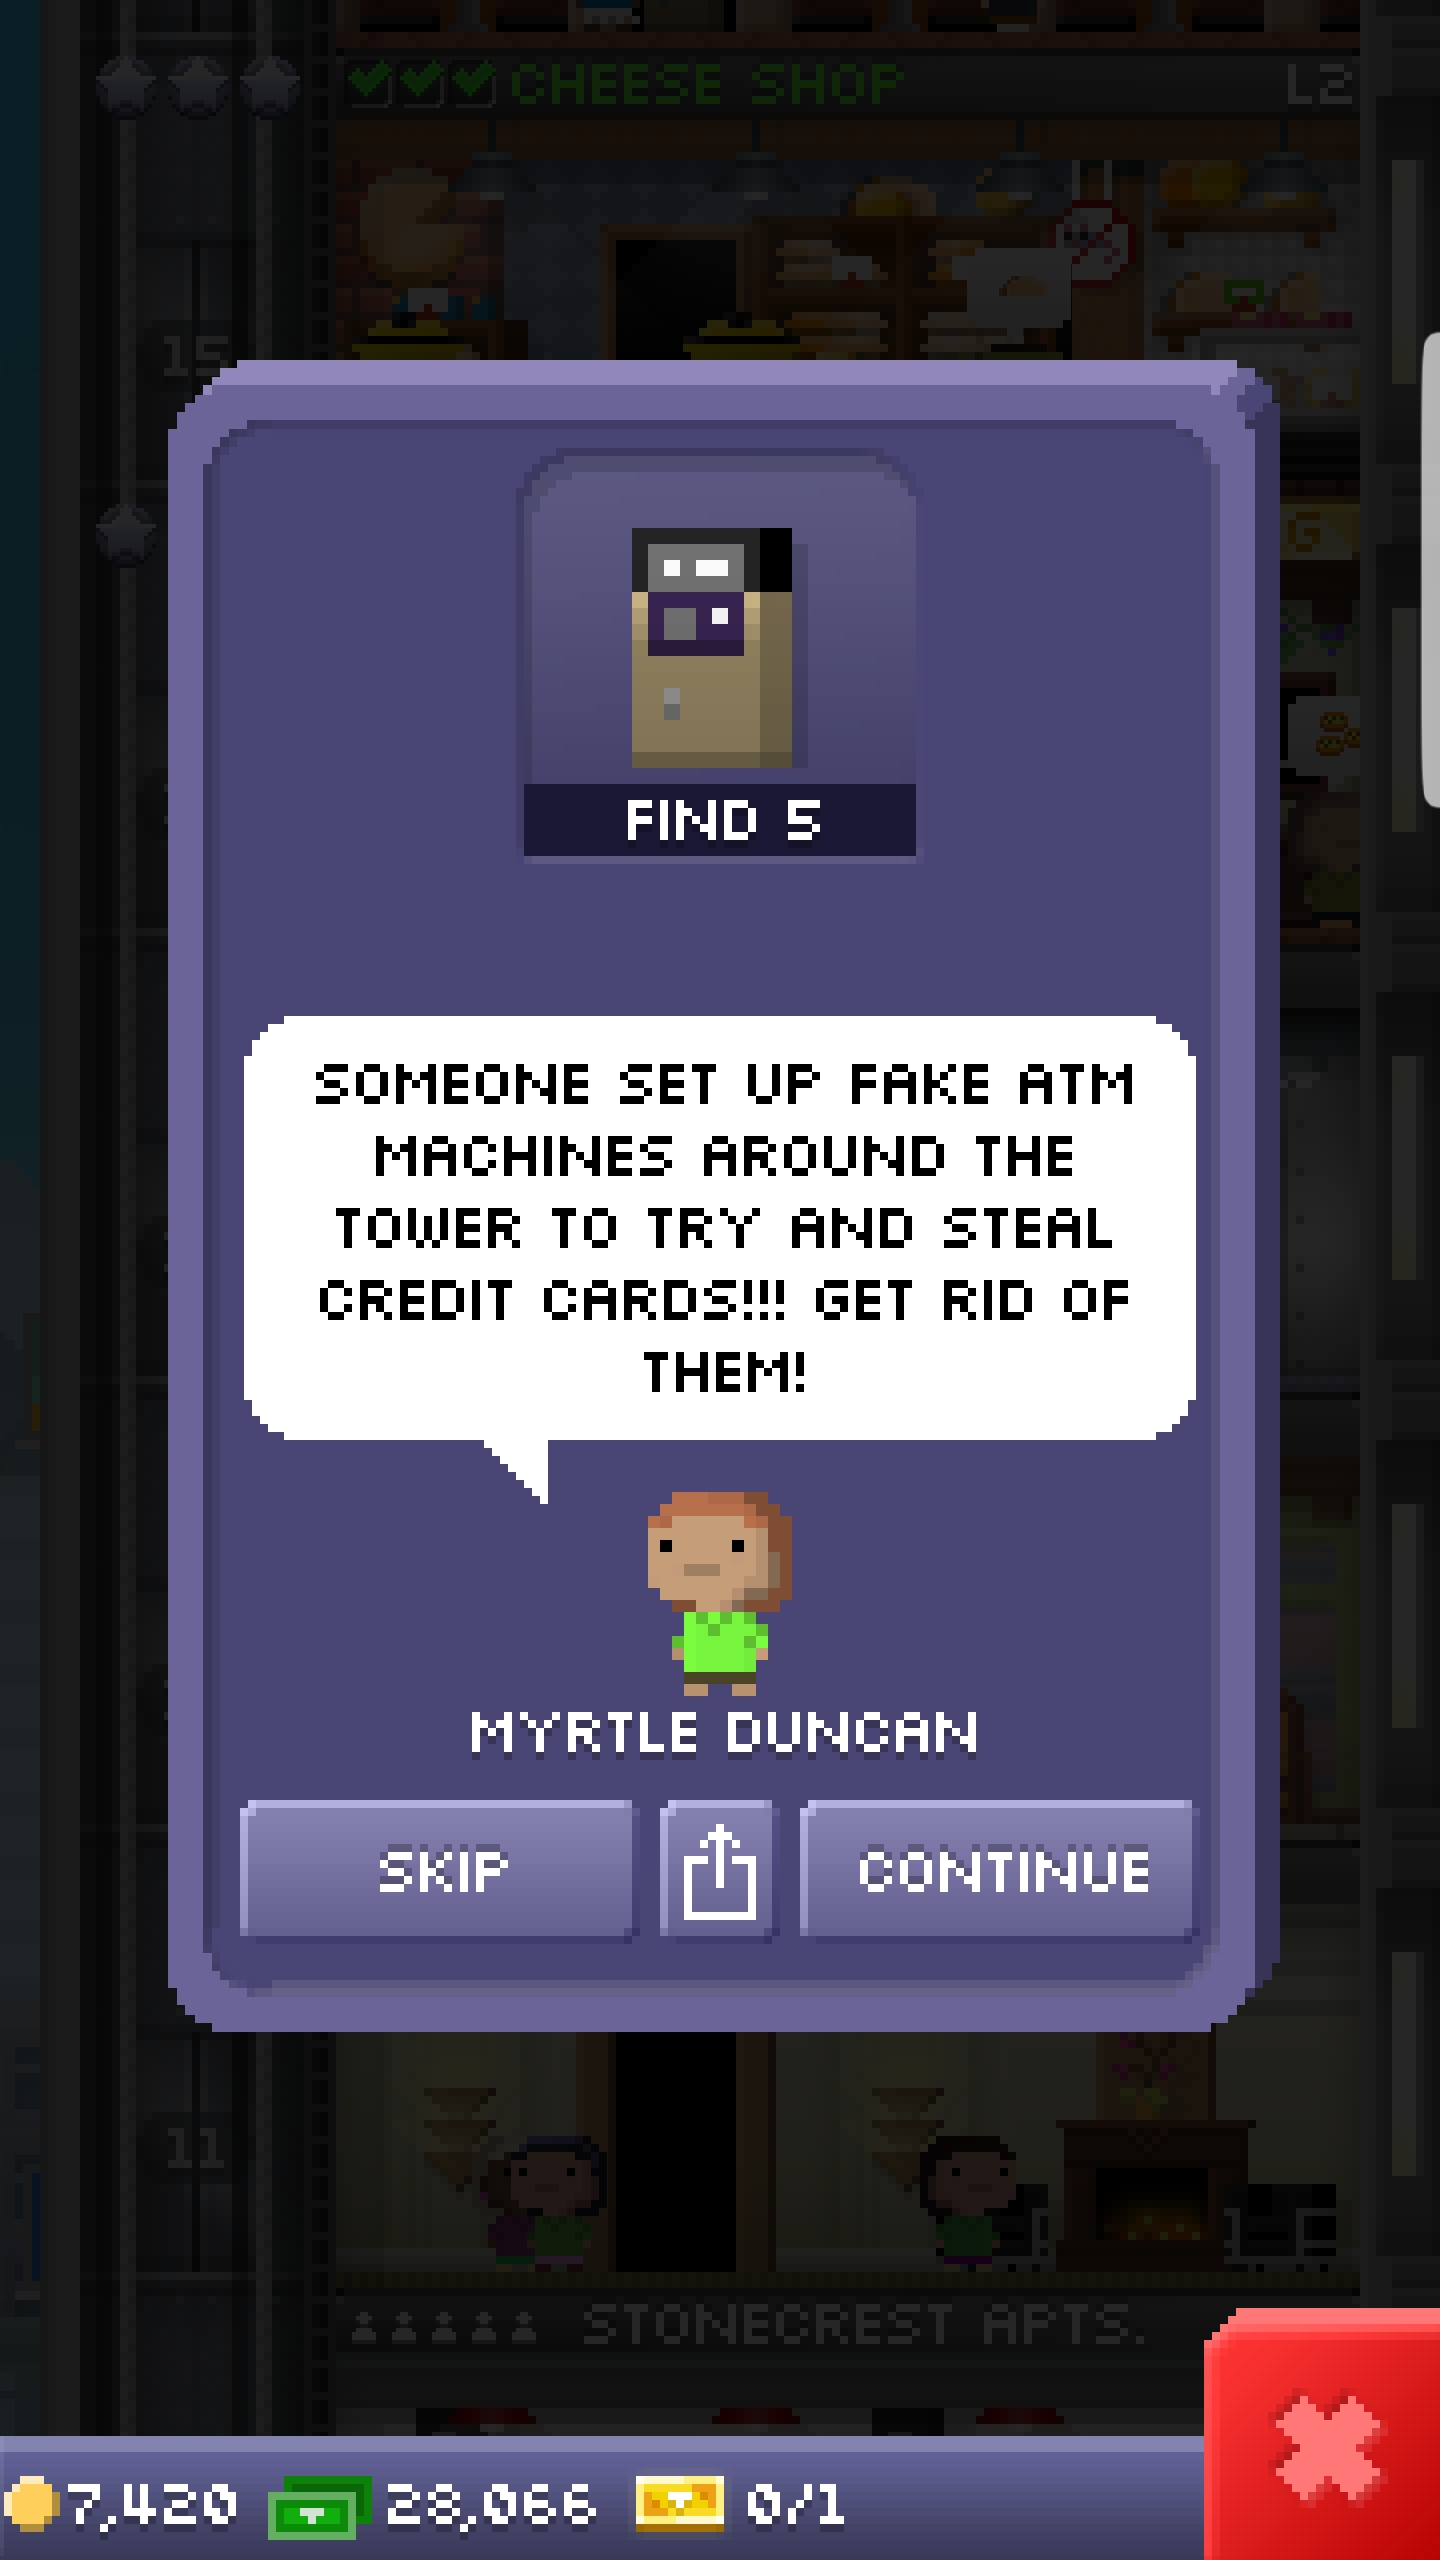 CHEESE SHOP L2
15
G
FIND 5
SOMEONE SET UP FAKE ATM
MACHINES AROUND THE
TOWER TO TRY AND STEAL
CREDIT CARDS!!! GET RID OF
THEM!
MYRTLE DUNCAN
SKIP CONTINUE
11
STONECREST APTS.
7,420 28,066 0/1